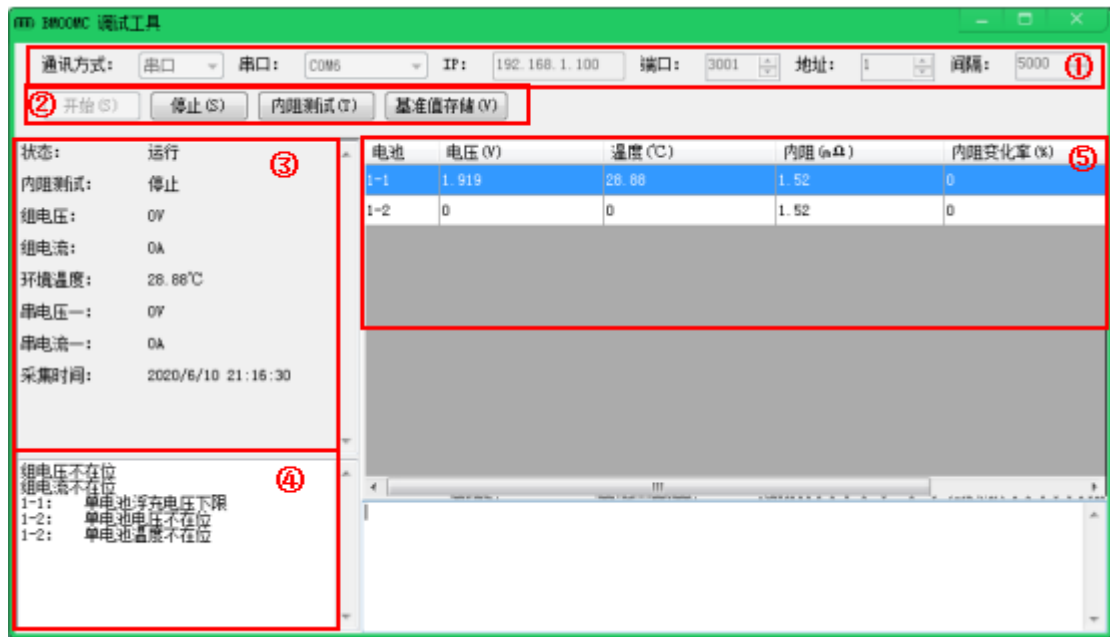 BMOOMC 调试工具
通讯方式: 串口 串口: COM6 IP: 192.168.1.100 端口: 3001 地址: 1 间隔: 5000 ①
② 开始(S) 停止(S) 内阻测试(T) 基准值存储(V)
状态: 运行 ③
内阻测试: 停止
组电压: 0V
组电流: 0A
环境温度: 28.88℃
串电压一: 0V
串电流一: 0A
采集时间: 2020/6/10 21:16:30
电池 电压(V) 温度(℃) 内阻(mΩ) 内阻变化率(%) ⑤
1-1 1.919 28.88 1.52 0
1-2 0 0 1.52 0
组电压不在位 ④
组电流不在位
1-1: 单电池浮充电压下限
1-2: 单电池电压不在位
1-2: 单电池温度不在位